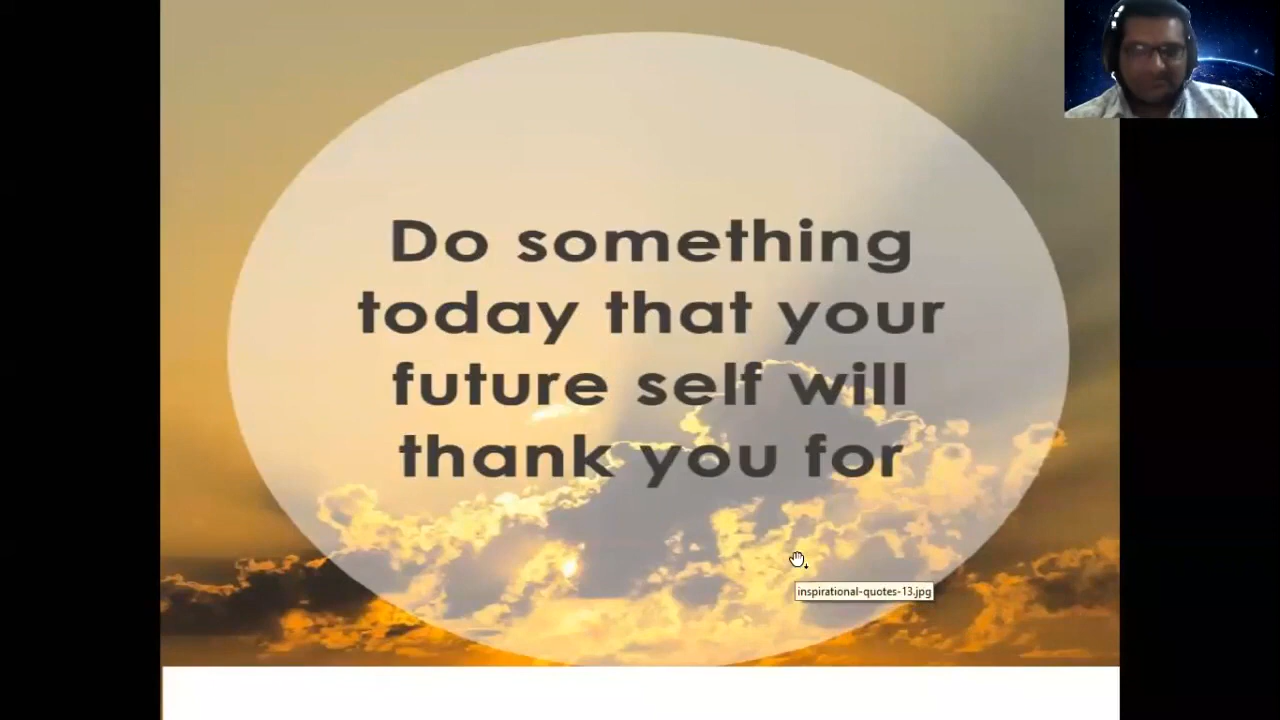 Do something
today that your
future self will
thank you for
inspirational-quotes-13.jpg